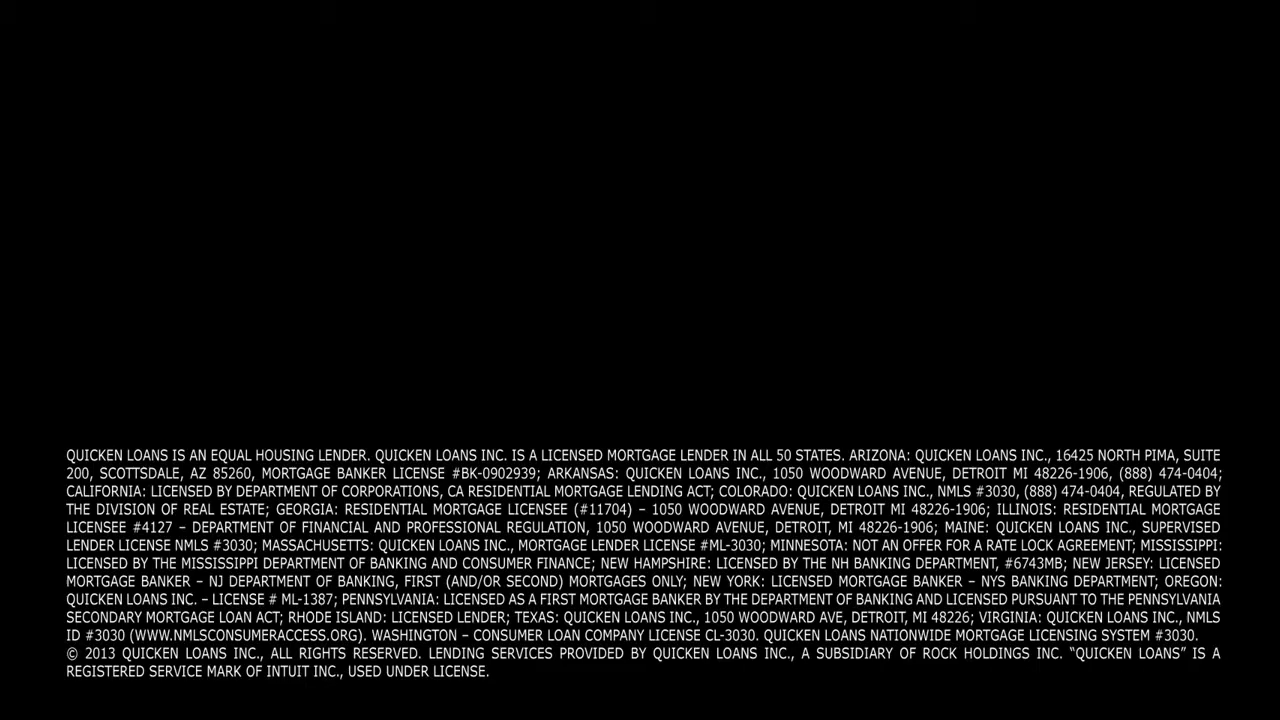 QUICKEN LOANS IS AN EQUAL HOUSING LENDER. QUICKEN LOANS INC. IS A LICENSED MORTGAGE LENDER IN ALL 50 STATES. ARIZONA: QUICKEN LOANS INC., 16425 NORTH PIMA, SUITE
200, SCOTTSDALE, AZ 85260, MORTGAGE BANKER LICENSE #BK-0902939; ARKANSAS: QUICKEN LOANS INC., 1050 WOODWARD AVENUE, DETROIT MI 48226-1906, (888) 474-0404;
CALIFORNIA: LICENSED BY DEPARTMENT OF CORPORATIONS, CA RESIDENTIAL MORTGAGE LENDING ACT; COLORADO: QUICKEN LOANS INC., NMLS #3030, (888) 474-0404, REGULATED BY
THE DIVISION OF REAL ESTATE; GEORGIA: RESIDENTIAL MORTGAGE LICENSEE (#11704) – 1050 WOODWARD AVENUE, DETROIT MI 48226-1906; ILLINOIS: RESIDENTIAL MORTGAGE
LICENSEE #4127 – DEPARTMENT OF FINANCIAL AND PROFESSIONAL REGULATION, 1050 WOODWARD AVENUE, DETROIT, MI 48226-1906; MAINE: QUICKEN LOANS INC., SUPERVISED
LENDER LICENSE NMLS #3030; MASSACHUSETTS: QUICKEN LOANS INC., MORTGAGE LENDER LICENSE #ML-3030; MINNESOTA: NOT AN OFFER FOR A RATE LOCK AGREEMENT; MISSISSIPPI:
LICENSED BY THE MISSISSIPPI DEPARTMENT OF BANKING AND CONSUMER FINANCE; NEW HAMPSHIRE: LICENSED BY THE NH BANKING DEPARTMENT, #6743MB; NEW JERSEY: LICENSED
MORTGAGE BANKER – NJ DEPARTMENT OF BANKING, FIRST (AND/OR SECOND) MORTGAGES ONLY; NEW YORK: LICENSED MORTGAGE BANKER – NYS BANKING DEPARTMENT; OREGON:
QUICKEN LOANS INC. – LICENSE # ML-1387; PENNSYLVANIA: LICENSED AS A FIRST MORTGAGE BANKER BY THE DEPARTMENT OF BANKING AND LICENSED PURSUANT TO THE PENNSYLVANIA
SECONDARY MORTGAGE LOAN ACT; RHODE ISLAND: LICENSED LENDER; TEXAS: QUICKEN LOANS INC., 1050 WOODWARD AVE, DETROIT, MI 48226; VIRGINIA: QUICKEN LOANS INC., NMLS
ID #3030 (WWW.NMLSCONSUMERACCESS.ORG). WASHINGTON – CONSUMER LOAN COMPANY LICENSE CL-3030. QUICKEN LOANS NATIONWIDE MORTGAGE LICENSING SYSTEM #3030.
© 2013 QUICKEN LOANS INC., ALL RIGHTS RESERVED. LENDING SERVICES PROVIDED BY QUICKEN LOANS INC., A SUBSIDIARY OF ROCK HOLDINGS INC. “QUICKEN LOANS” IS A
REGISTERED SERVICE MARK OF INTUIT INC., USED UNDER LICENSE.